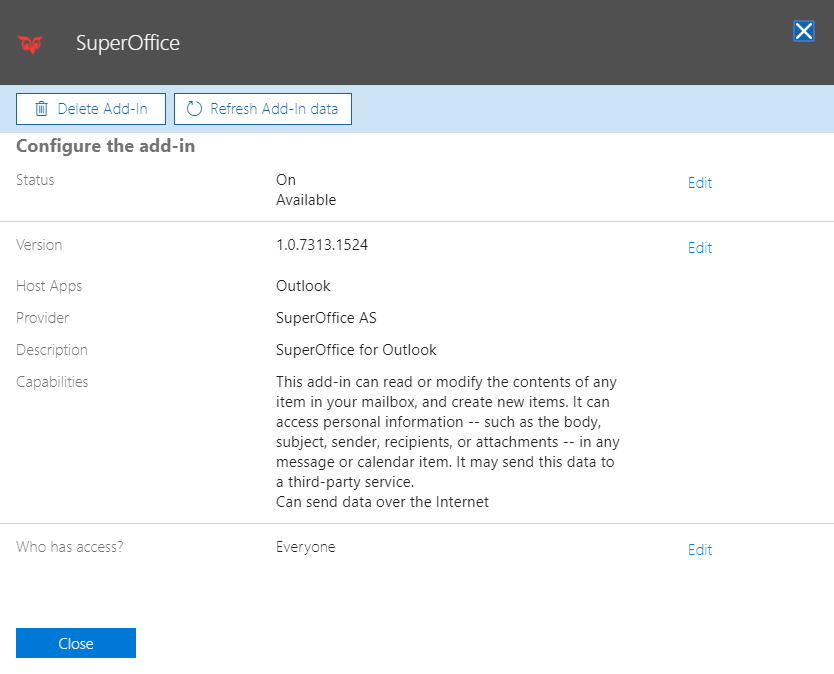 SuperOffice
Delete Add-In
Refresh Add-In data
Configure the add-in
Status
On
Available
Edit
Version
1.0.7313.1524
Edit
Host Apps
Outlook
Provider
SuperOffice AS
Description
SuperOffice for Outlook
Capabilities
This add-in can read or modify the contents of any
item in your mailbox, and create new items. It can
access personal information -- such as the body,
subject, sender, recipients, or attachments -- in any
message or calendar item. It may send this data to
a third-party service.
Can send data over the Internet
Who has access?
Everyone
Edit
Close